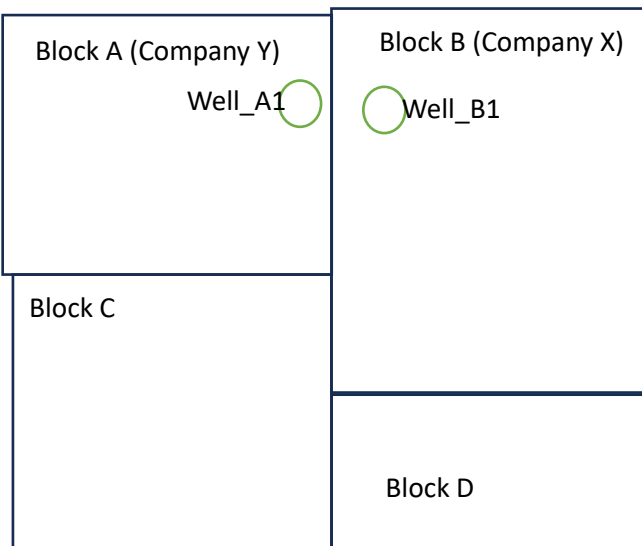 Block A (Company Y)
Block B (Company X)
Well_A1
Well_B1
Block C
Block D